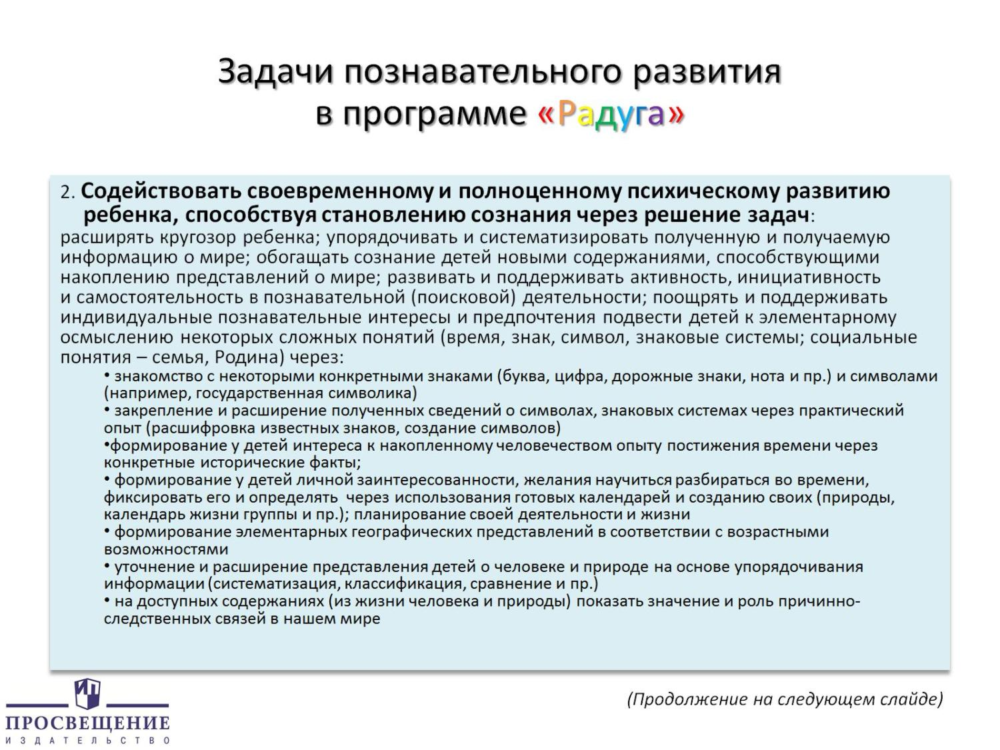 Задачи познавательного развития
в программе «Радуга»
2. Содействовать своевременному и полноценному психическому развитию
ребенка, способствуя становлению сознания через решение задач:
расширять кругозор ребенка; упорядочивать и систематизировать полученную и получаемую
информацию о мире; обогащать сознание детей новыми содержаниями, способствующими
накоплению представлений о мире; развивать и поддерживать активность, инициативность
и самостоятельность в познавательной (поисковой) деятельности; поощрять и поддерживать
индивидуальные познавательные интересы и предпочтения подвести детей к элементарному
осмыслению некоторых сложных понятий (время, знак, символ, знаковые системы; социальные
понятия – семья, Родина) через:
• знакомство с некоторыми конкретными знаками (буква, цифра, дорожные знаки, нота и пр.) и символами
(например, государственная символика)
• закрепление и расширение полученных сведений о символах, знаковых системах через практический
опыт (расшифровка известных знаков, создание символов)
•формирование у детей интереса к накопленному человечеством опыту постижения времени через
конкретные исторические факты;
• формирование у детей личной заинтересованности, желания научиться разбираться во времени,
фиксировать его и определять через использования готовых календарей и созданию своих (природы,
календарь жизни группы и пр.); планирование своей деятельности и жизни
• формирование элементарных географических представлений в соответствии с возрастными
возможностями
• уточнение и расширение представления детей о человеке и природе на основе упорядочивания
информации (систематизация, классификация, сравнение и пр.)
• на доступных содержаниях (из жизни человека и природы) показать значение и роль причинно-
следственных связей в нашем мире
(Продолжение на следующем слайде)
ИП
ПРОСВЕЩЕНИЕ
ИЗДАТЕЛЬСТВО